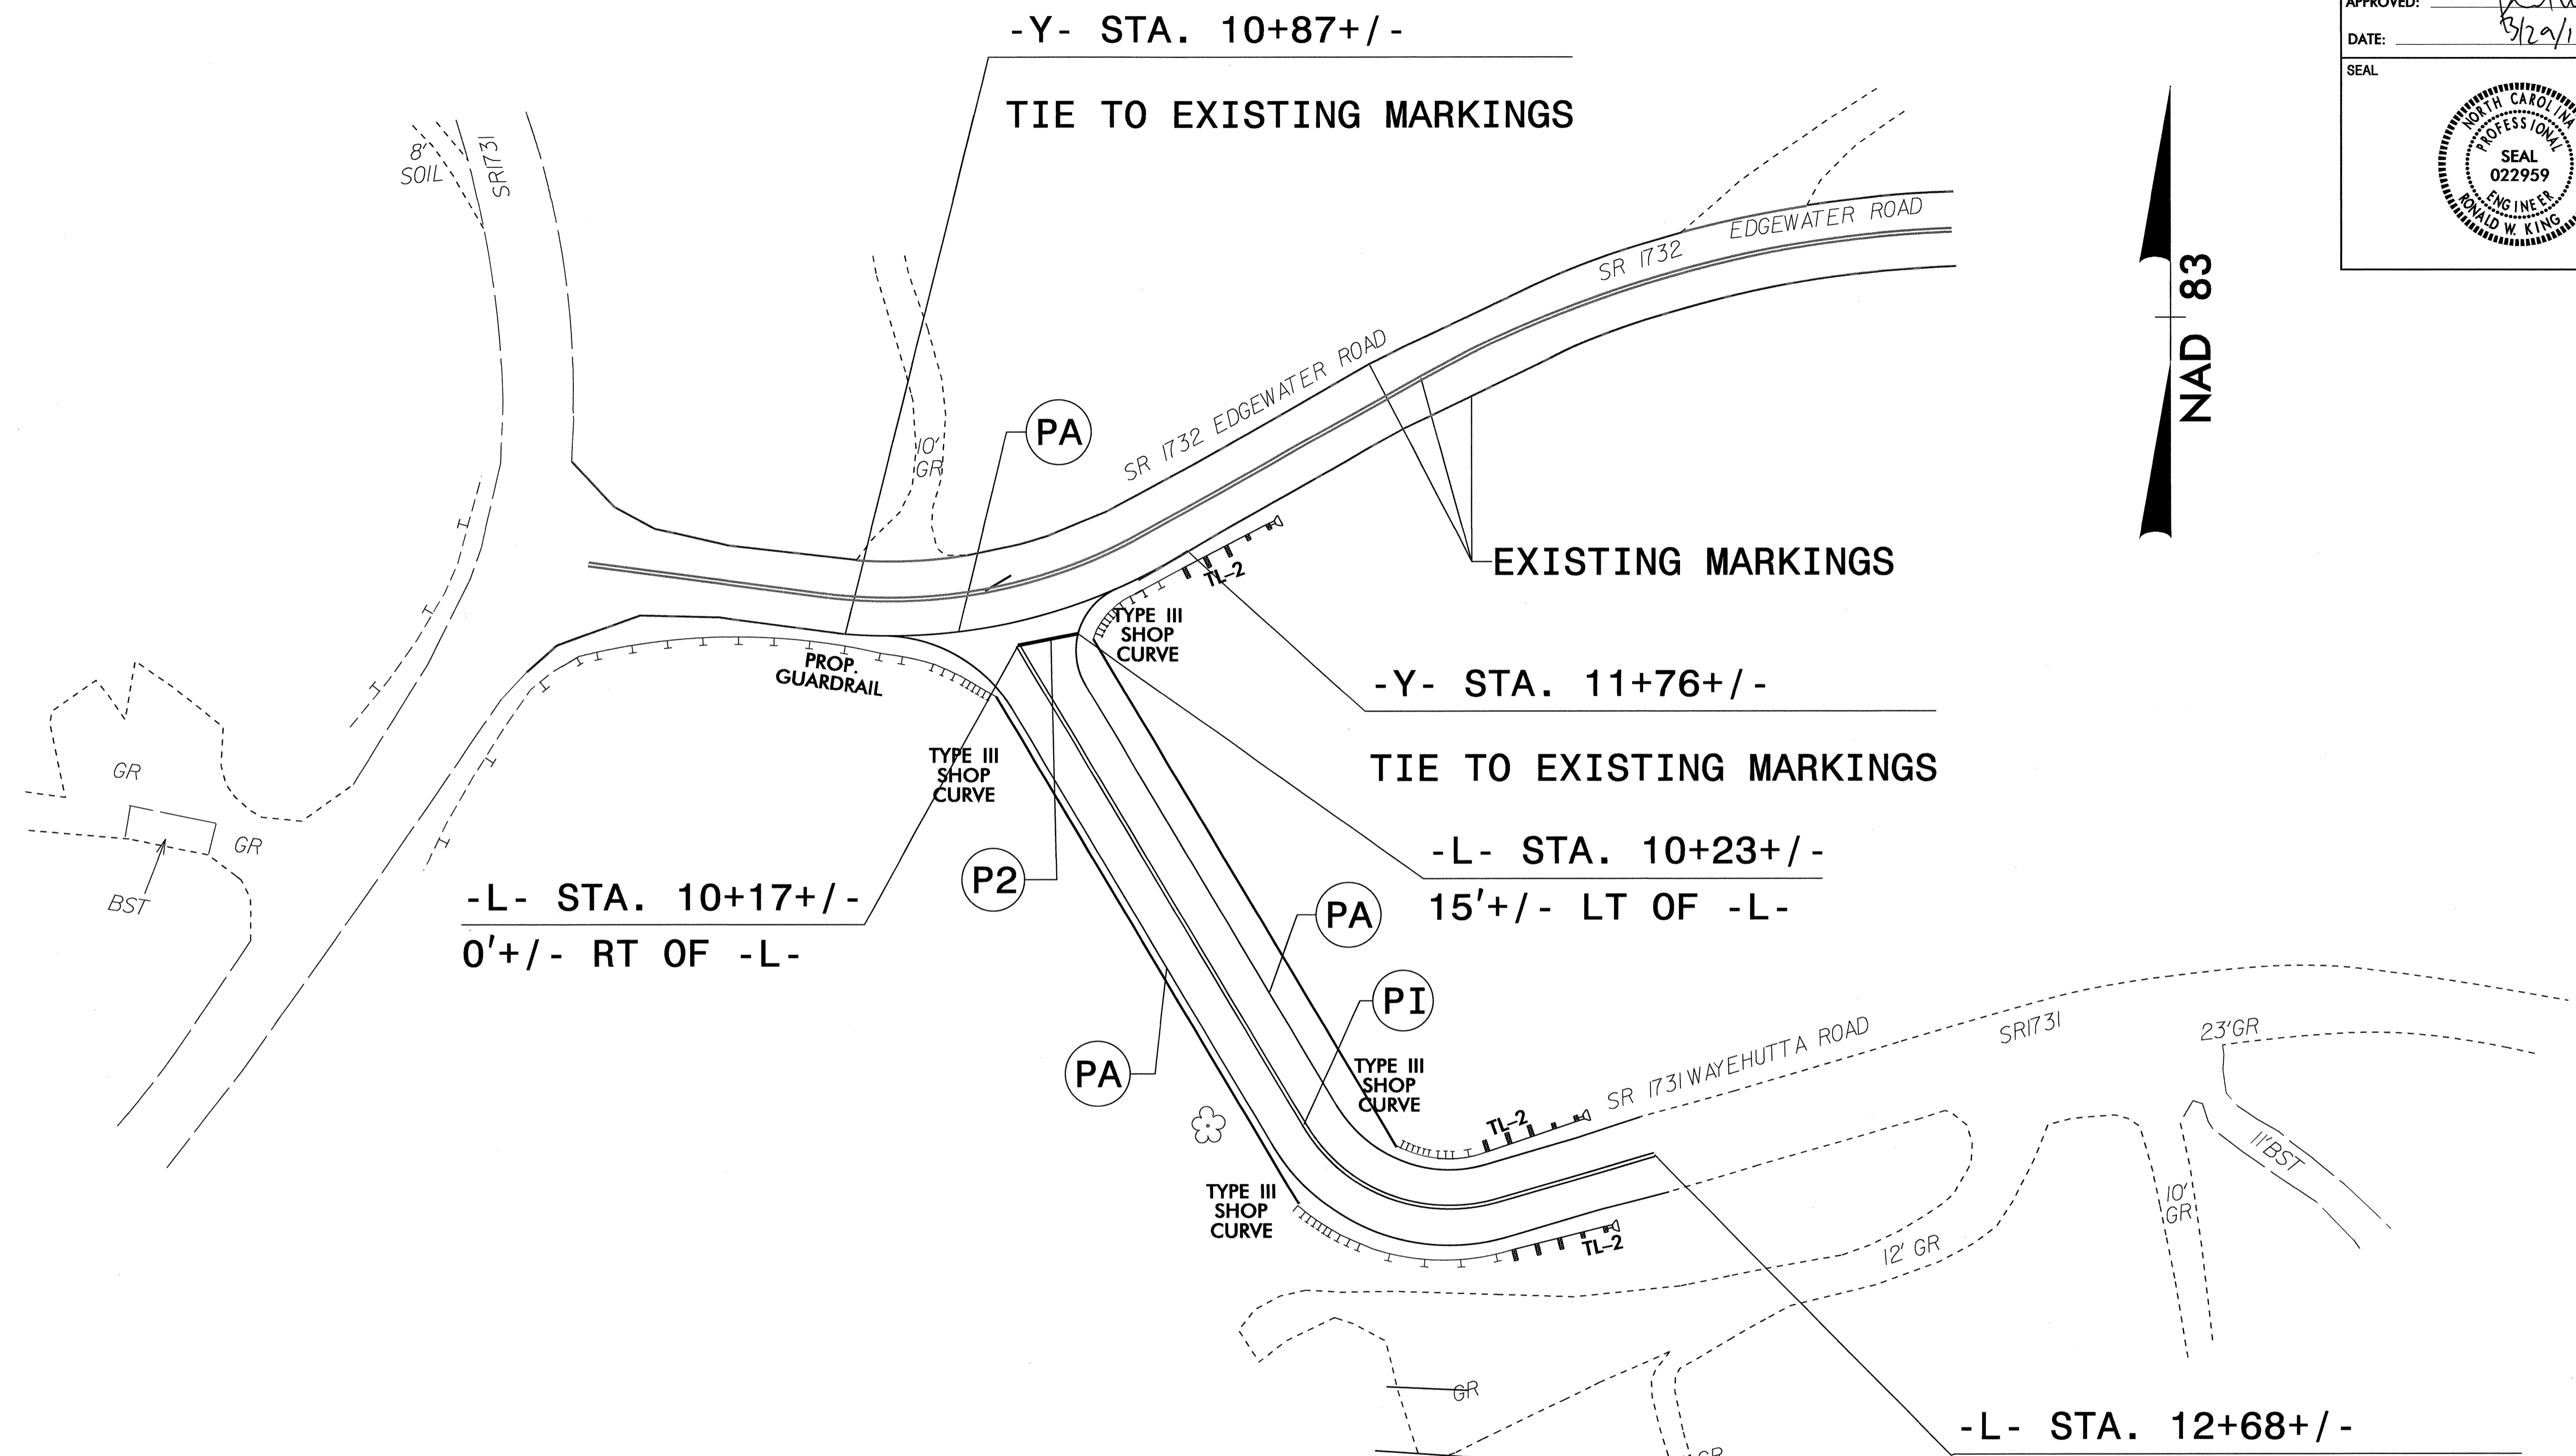 -Y- STA. 10+87+/-
TIE TO EXISTING MARKINGS
APPROVED:
DATE:
SEAL
NORTH CAROLINA
PROFESSIONAL
SEAL
022959
ENGINEER
RONALD W. KING
8'
SOIL
SR1731
EDGEWATER ROAD
SR 1732
NAD 83
SR 1732 EDGEWATER ROAD
PA
10'
GR
EXISTING MARKINGS
TL-2
TYPE III
SHOP
CURVE
PROP.
GUARDRAIL
-Y- STA. 11+76+/-
TIE TO EXISTING MARKINGS
TYPE III
SHOP
CURVE
GR
GR
BST
P2
-L- STA. 10+23+/-
15'+/- LT OF -L-
-L- STA. 10+17+/-
0'+/- RT OF -L-
PA
PI
PA
TYPE III
SHOP
CURVE
TL-2
SR 1731 WAYEHUTTA ROAD
SR1731
23'GR
11'BST
10'
GR
TYPE III
SHOP
CURVE
TL-2
12' GR
GR
-L- STA. 12+68+/-